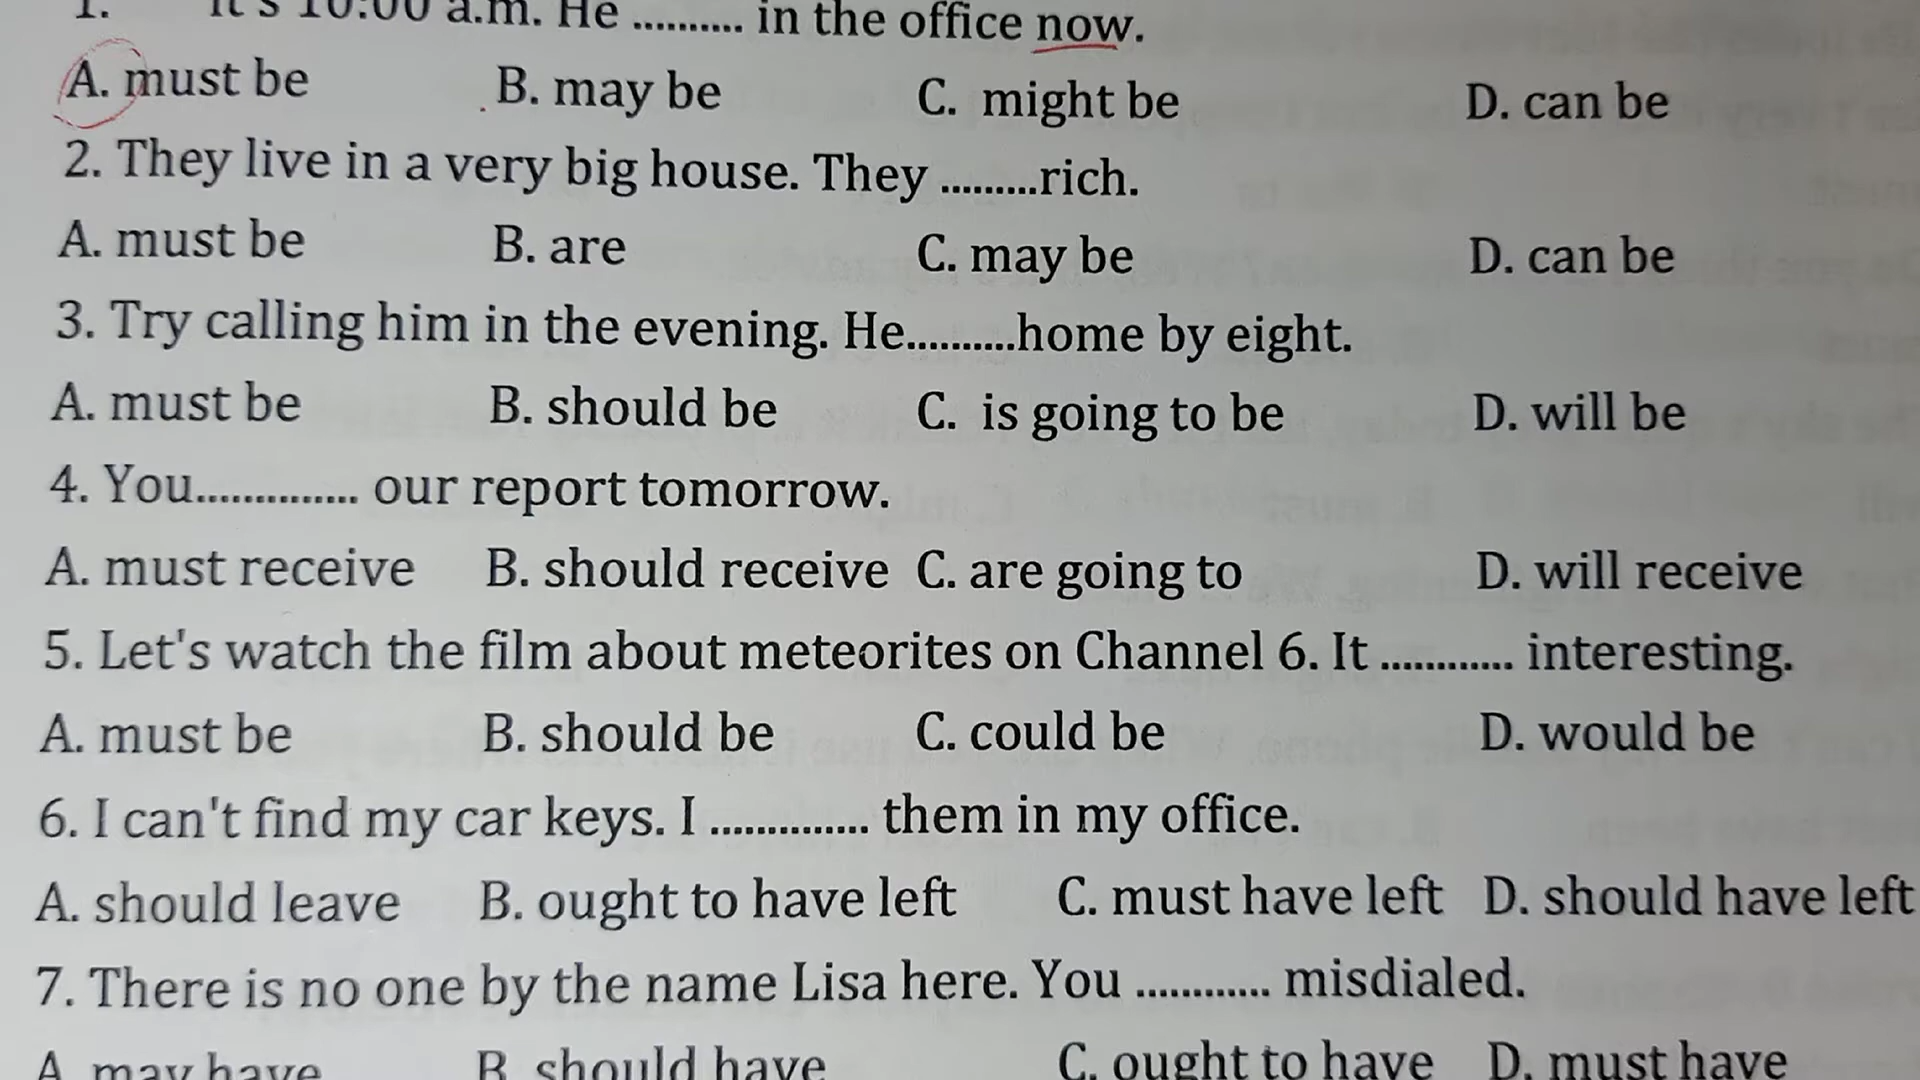 1. It's 10:00 a.m. He .......... in the office now.
A. must be B. may be C. might be D. can be
2. They live in a very big house. They .........rich.
A. must be B. are C. may be D. can be
3. Try calling him in the evening. He..........home by eight.
A. must be B. should be C. is going to be D. will be
4. You.............. our report tomorrow.
A. must receive B. should receive C. are going to D. will receive
5. Let's watch the film about meteorites on Channel 6. It ............ interesting.
A. must be B. should be C. could be D. would be
6. I can't find my car keys. I .............. them in my office.
A. should leave B. ought to have left C. must have left D. should have left
7. There is no one by the name Lisa here. You ............ misdialed.
A. may have B. should have C. ought to have D. must have